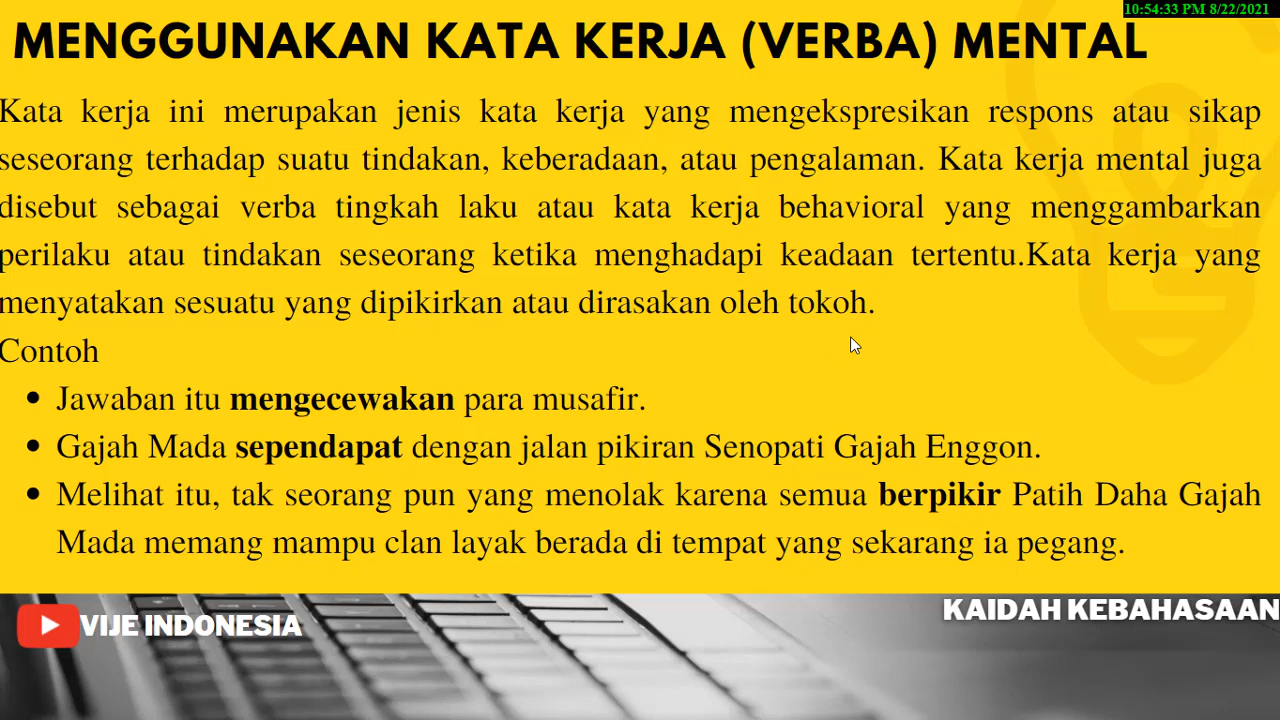 10:54:33 PM 8/22/2021
MENGGUNAKAN KATA KERJA (VERBA) MENTAL
Kata kerja ini merupakan jenis kata kerja yang mengekspresikan respons atau sikap
seseorang terhadap suatu tindakan, keberadaan, atau pengalaman. Kata kerja mental juga
disebut sebagai verba tingkah laku atau kata kerja behavioral yang menggambarkan
perilaku atau tindakan seseorang ketika menghadapi keadaan tertentu.Kata kerja yang
menyatakan sesuatu yang dipikirkan atau dirasakan oleh tokoh.
Contoh
• Jawaban itu mengecewakan para musafir.
• Gajah Mada sependapat dengan jalan pikiran Senopati Gajah Enggon.
• Melihat itu, tak seorang pun yang menolak karena semua berpikir Patih Daha Gajah
Mada memang mampu clan layak berada di tempat yang sekarang ia pegang.
VIJE INDONESIA
KAIDAH KEBAHASAAN